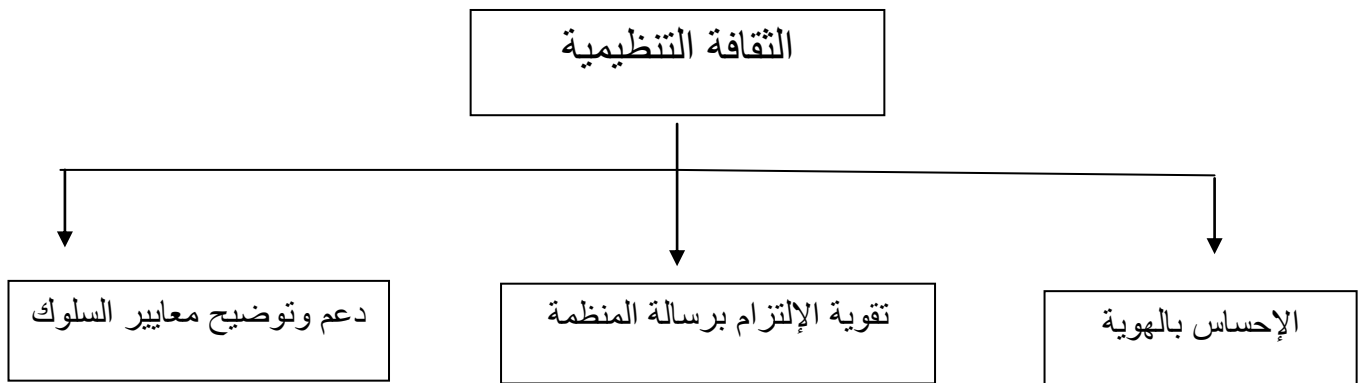 الثقافة التنظيمية
الإحساس بالهوية
تقوية الإلتزام برسالة المنظمة
دعم وتوضيح معايير السلوك